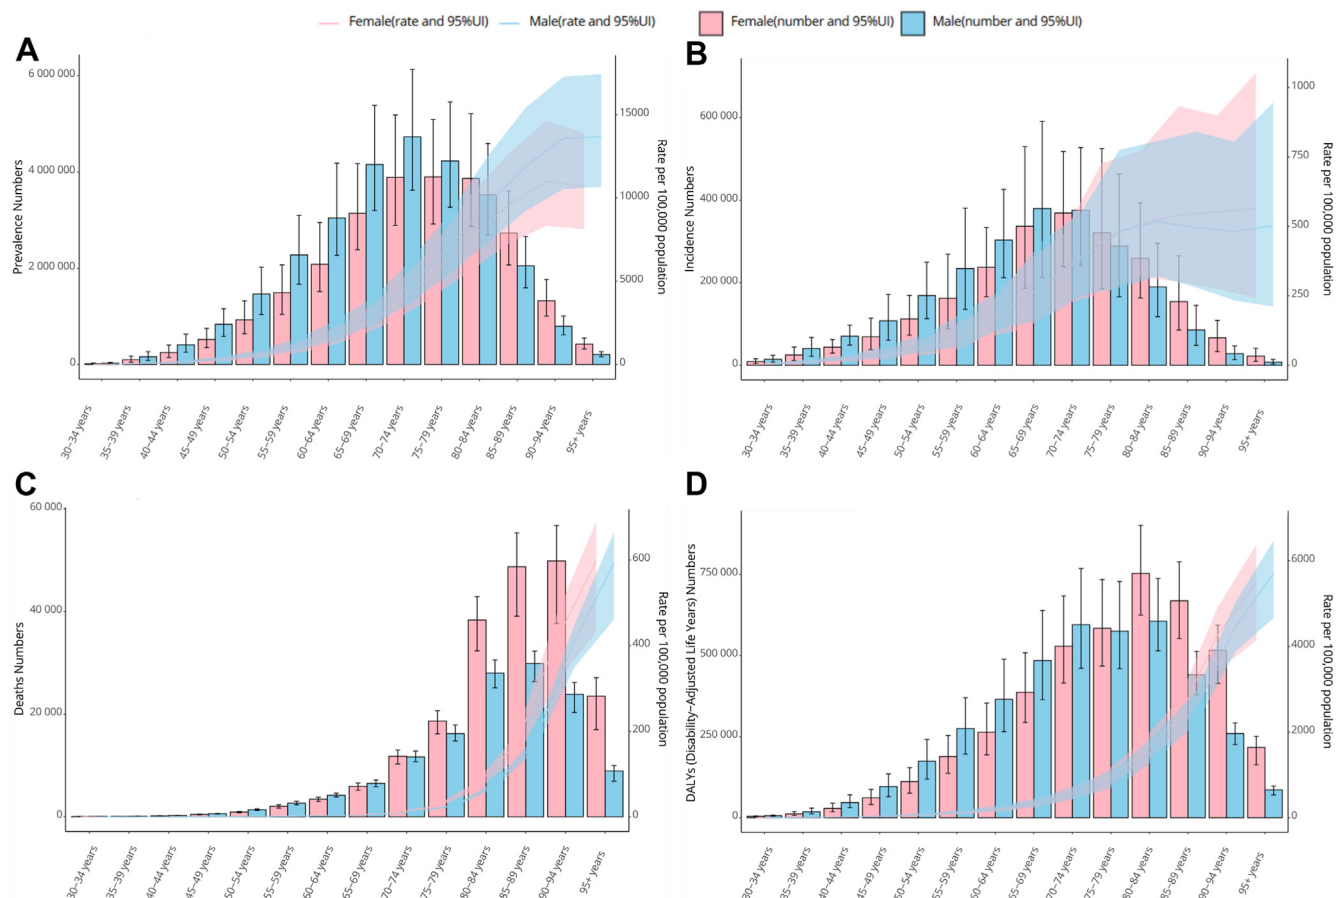 Female(rate and 95%UI) Male(rate and 95%UI) Female(number and 95%UI) Male(number and 95%UI)
A
Prevalence Numbers
6 000 000
4 000 000
2 000 000
0
15000
10000
5000
0
Rate per 100,000 population
30–34 years
35–39 years
40–44 years
45–49 years
50–54 years
55–59 years
60–64 years
65–69 years
70–74 years
75–79 years
80–84 years
85–89 years
90–94 years
95+ years
B
Incidence Numbers
600 000
400 000
200 000
0
1000
750
500
250
0
Rate per 100,000 population
30–34 years
35–39 years
40–44 years
45–49 years
50–54 years
55–59 years
60–64 years
65–69 years
70–74 years
75–79 years
80–84 years
85–89 years
90–94 years
95+ years
C
Deaths Numbers
60 000
40 000
20 000
0
600
400
200
0
Rate per 100,000 population
30–34 years
35–39 years
40–44 years
45–49 years
50–54 years
55–59 years
60–64 years
65–69 years
70–74 years
75–79 years
80–84 years
85–89 years
90–94 years
95+ years
D
DALYs (Disability–Adjusted Life Years) Numbers
750 000
500 000
250 000
0
6000
4000
2000
0
Rate per 100,000 population
30–34 years
35–39 years
40–44 years
45–49 years
50–54 years
55–59 years
60–64 years
65–69 years
70–74 years
75–79 years
80–84 years
85–89 years
90–94 years
95+ years